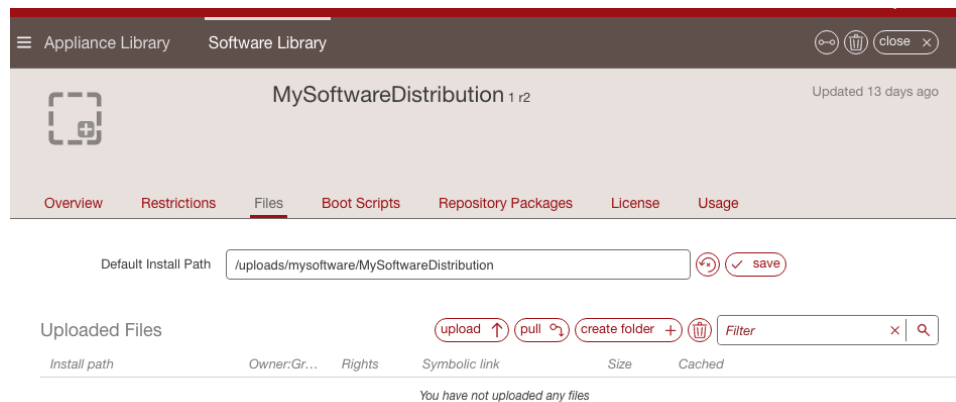 Appliance Library Software Library close ×
MySoftwareDistribution 1 r2 Updated 13 days ago
Overview Restrictions Files Boot Scripts Repository Packages License Usage
Default Install Path /uploads/mysoftware/MySoftwareDistribution save
Uploaded Files upload pull create folder + Filter ×
Install path Owner:Gr... Rights Symbolic link Size Cached
You have not uploaded any files